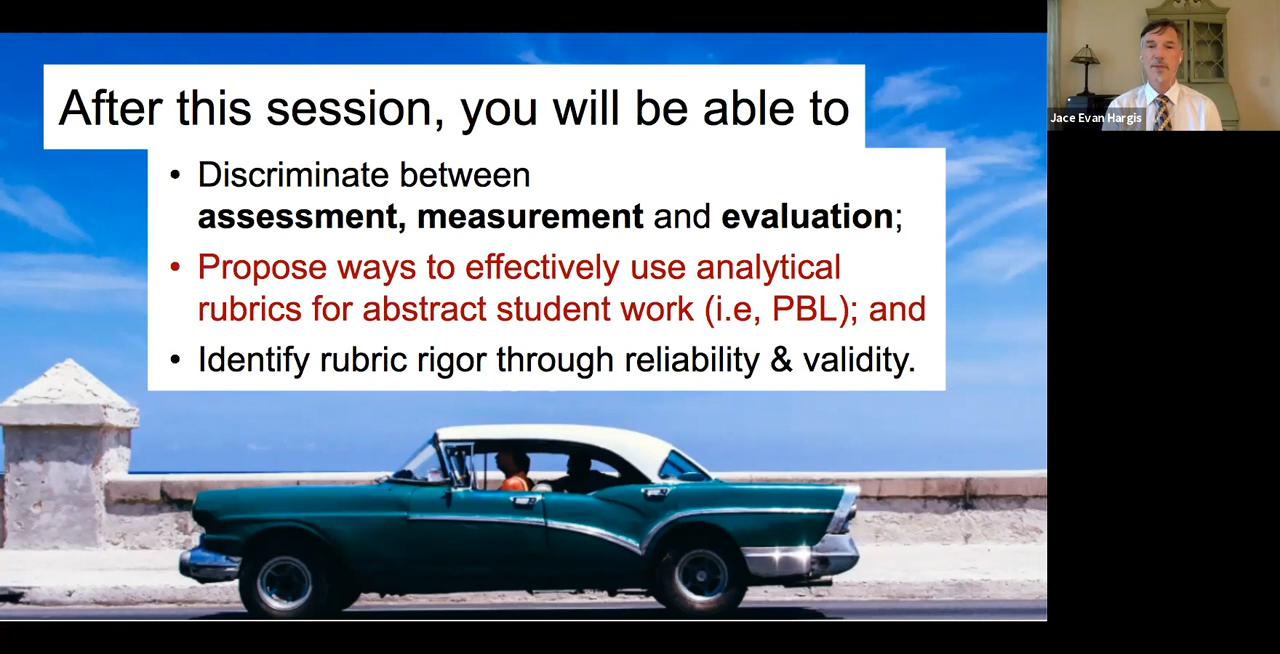 After this session, you will be able to
• Discriminate between
assessment, measurement and evaluation;
• Propose ways to effectively use analytical
rubrics for abstract student work (i.e, PBL); and
• Identify rubric rigor through reliability & validity.
Jace Evan Hargis